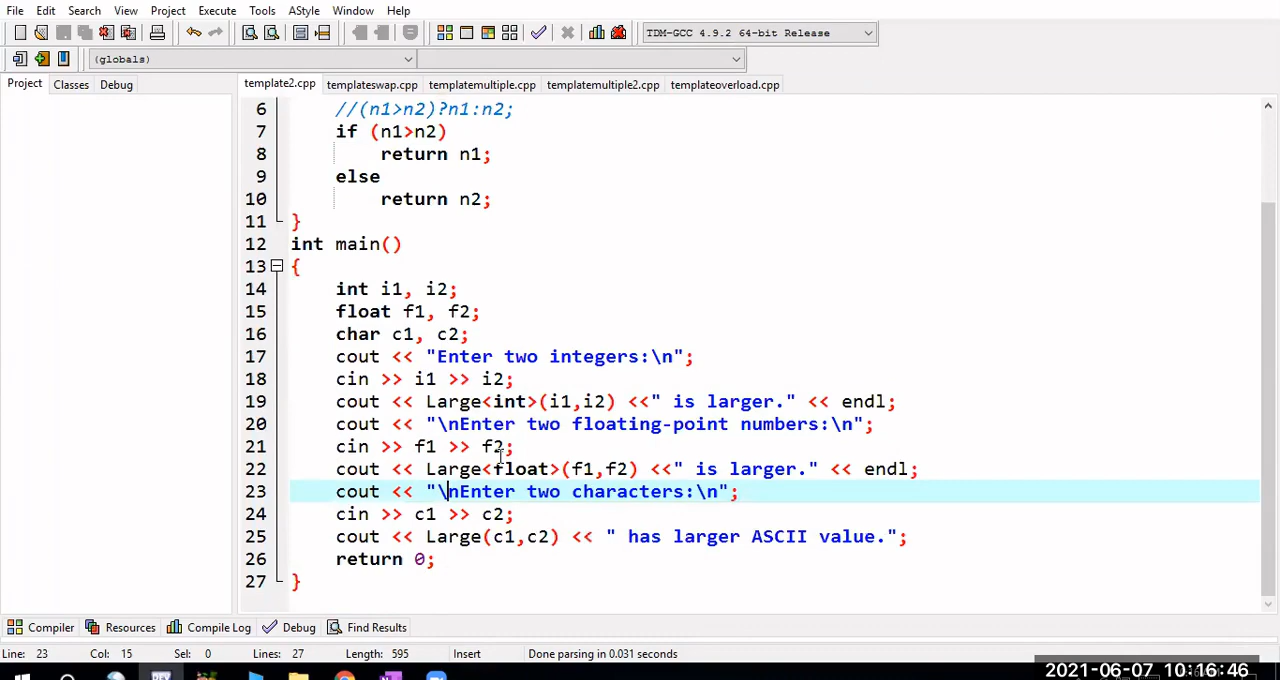 File Edit Search View Project Execute Tools AStyle Window Help
TDM-GCC 4.9.2 64-bit Release
(globals)
Project Classes Debug
template2.cpp templateswap.cpp templatemultiple.cpp templatemultiple2.cpp templateoverload.cpp
6 //(n1>n2)?n1:n2;
7 if (n1>n2)
8 return n1;
9 else
10 return n2;
11 }
12 int main()
13 {
14 int i1, i2;
15 float f1, f2;
16 char c1, c2;
17 cout << "Enter two integers:\n";
18 cin >> i1 >> i2;
19 cout << Large<int>(i1,i2) <<" is larger." << endl;
20 cout << "\nEnter two floating-point numbers:\n";
21 cin >> f1 >> f2;
22 cout << Large<float>(f1,f2) <<" is larger." << endl;
23 cout << "\nEnter two characters:\n";
24 cin >> c1 >> c2;
25 cout << Large(c1,c2) << " has larger ASCII value.";
26 return 0;
27 }
Compiler Resources Compile Log Debug Find Results
Line: 23 Col: 15 Sel: 0 Lines: 27 Length: 595 Insert Done parsing in 0.031 seconds
DEV
2021-06-07 10:16:46